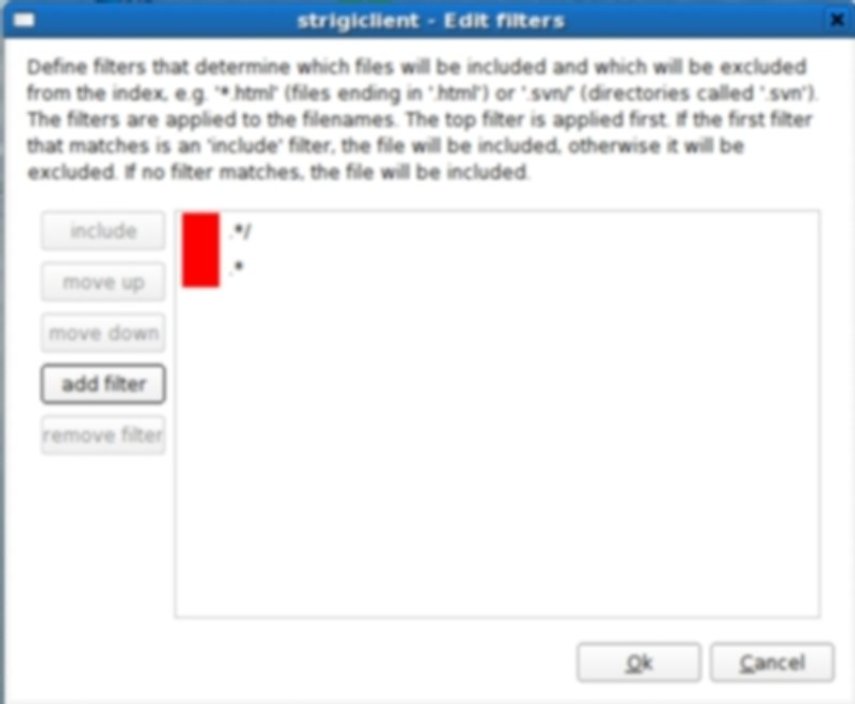 strigiclient - Edit filters
Define filters that determine which files will be included and which will be excluded
from the index, e.g. '*.html' (files ending in '.html') or '.svn/' (directories called '.svn').
The filters are applied to the filenames. The top filter is applied first. If the first filter
that matches is an 'include' filter, the file will be included, otherwise it will be
excluded. If no filter matches, the file will be included.
include
.*/
move up
.*
move down
add filter
remove filter
Ok
Cancel